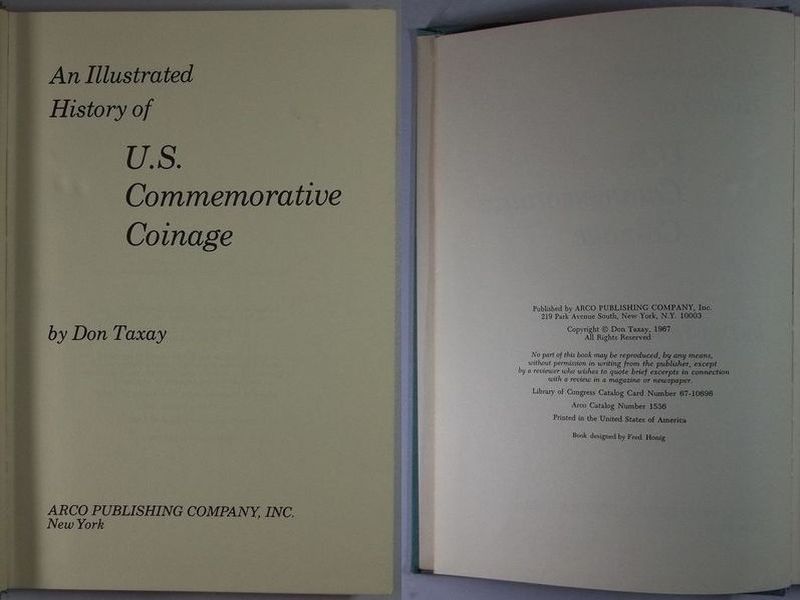 An Illustrated
History of
U.S.
Commemorative
Coinage
by Don Taxay
ARCO PUBLISHING COMPANY, INC.
New York
Published by ARCO PUBLISHING COMPANY, Inc.
219 Park Avenue South, New York, N.Y. 10003
Copyright © Don Taxay, 1967
All Rights Reserved
No part of this book may be reproduced, by any means,
without permission in writing from the publisher, except
by a reviewer who wishes to quote brief excerpts in connection
with a review in a magazine or newspaper.
Library of Congress Catalog Card Number 67-10698
Arco Catalog Number 1536
Printed in the United States of America
Book designed by Fred Honig